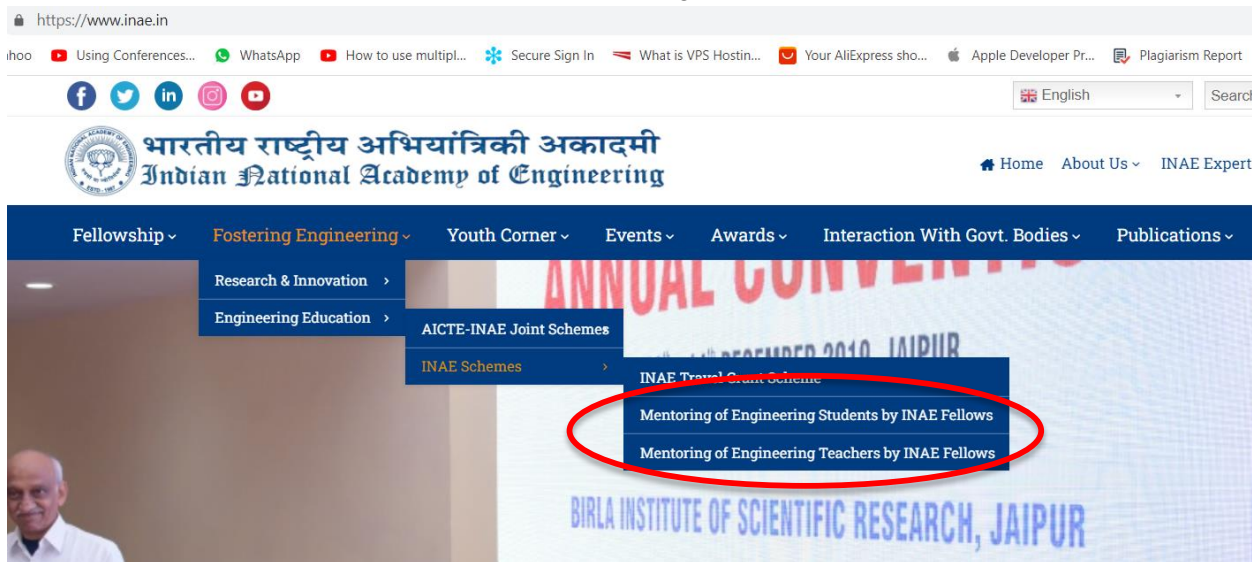 https://www.inae.in
ahoo Using Conferences... WhatsApp How to use multipl... Secure Sign In What is VPS Hostin... Your AliExpress sho... Apple Developer Pr... Plagiarism Report
English Search
भारतीय राष्ट्रीय अभियांत्रिकी अकादमी
Indian National Academy of Engineering
Home About Us INAE Expert
Fellowship Fostering Engineering Youth Corner Events Awards Interaction With Govt. Bodies Publications
Research & Innovation
Engineering Education
AICTE-INAE Joint Schemes
INAE Schemes
INAE Travel Grant Scheme
Mentoring of Engineering Students by INAE Fellows
Mentoring of Engineering Teachers by INAE Fellows
ANNUAL CONVENTIO
DECEMBER 2019, JAIPUR
BIRLA INSTITUTE OF SCIENTIFIC RESEARCH, JAIPUR